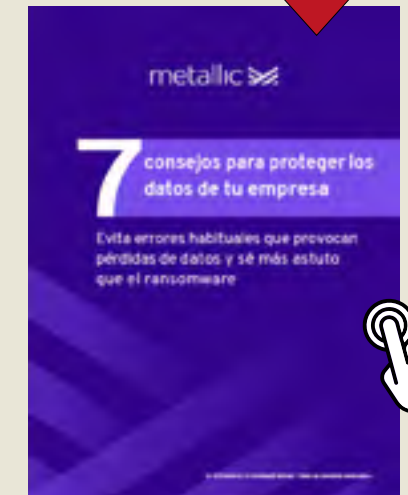 metallic
7 consejos para proteger los
datos de tu empresa
Evita errores habituales que provocan
pérdidas de datos y sé más astuto
que el ransomware